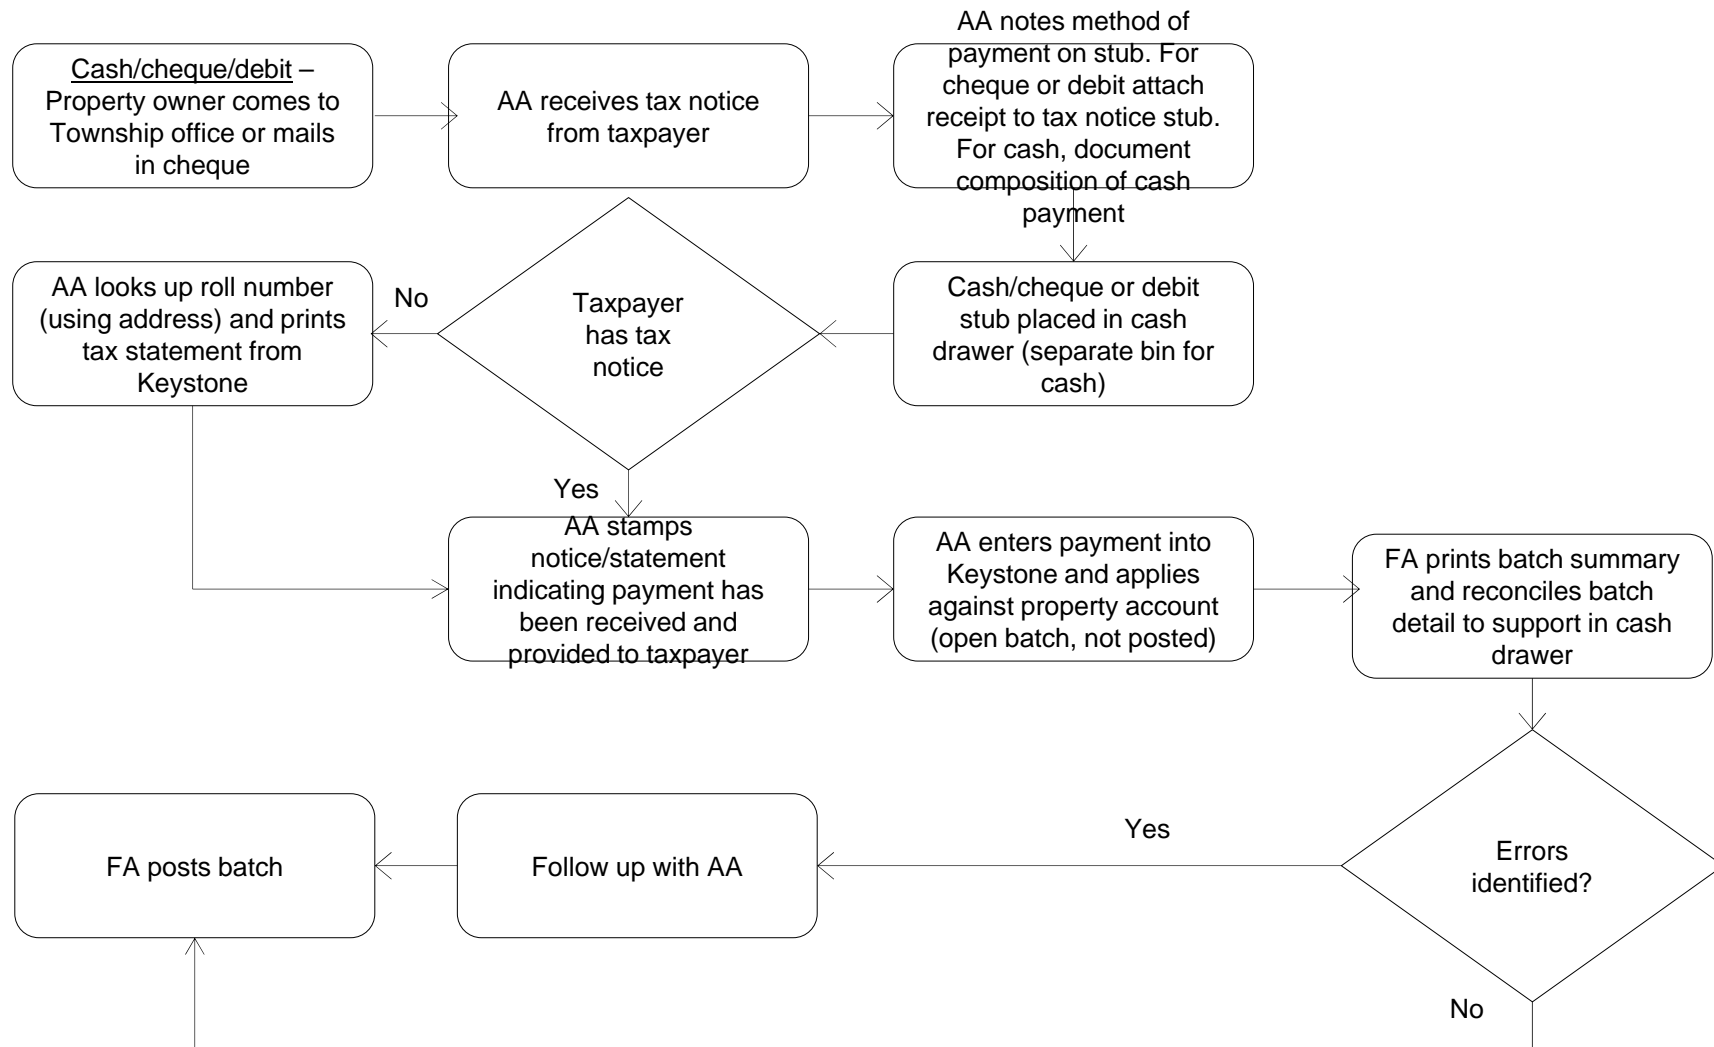 Cash/cheque/debit –
Property owner comes to
Township office or mails
in cheque
AA receives tax notice
from taxpayer
AA notes method of
payment on stub. For
cheque or debit attach
receipt to tax notice stub.
For cash, document
composition of cash
payment
AA looks up roll number
(using address) and prints
tax statement from
Keystone
No
Taxpayer
has tax
notice
Cash/cheque or debit
stub placed in cash
drawer (separate bin for
cash)
Yes
AA stamps
notice/statement
indicating payment has
been received and
provided to taxpayer
AA enters payment into
Keystone and applies
against property account
(open batch, not posted)
FA prints batch summary
and reconciles batch
detail to support in cash
drawer
FA posts batch
Follow up with AA
Yes
Errors
identified?
No